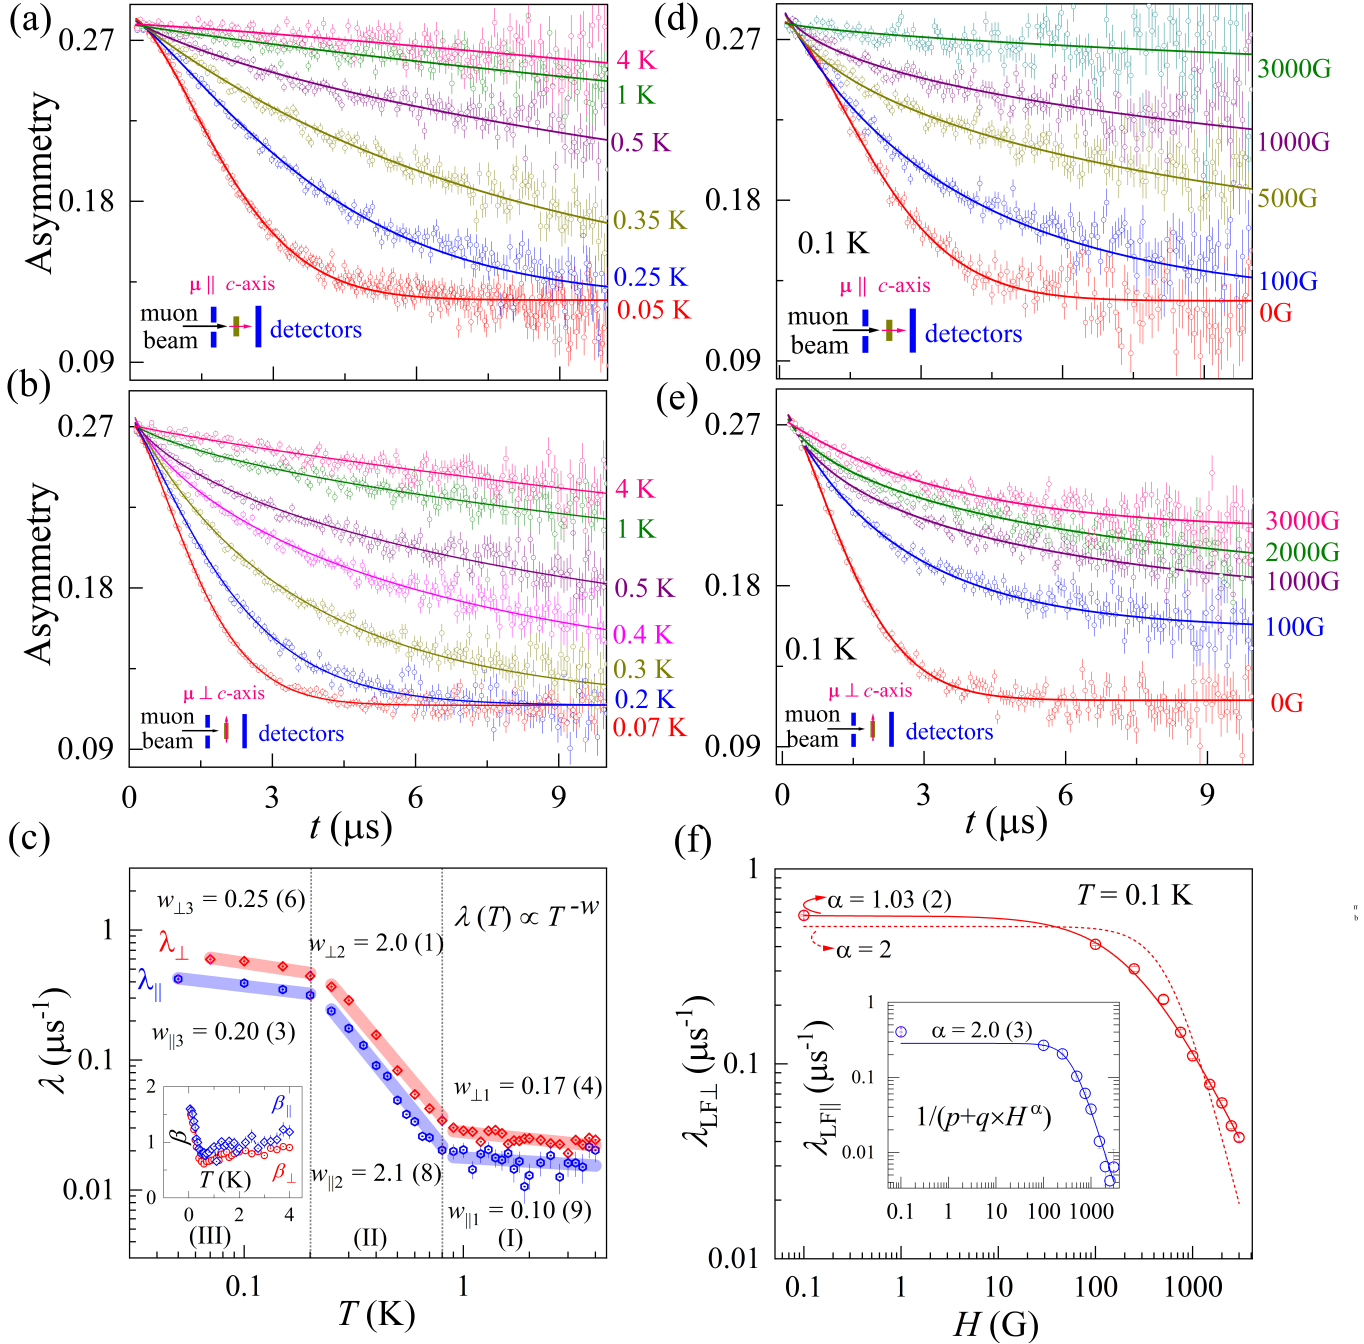 (a)
Asymmetry
0.27
0.18
0.09
4 K
1 K
0.5 K
0.35 K
0.25 K
0.05 K
μ || c-axis
muon
beam
detectors
(b)
Asymmetry
0.27
0.18
0.09
4 K
1 K
0.5 K
0.4 K
0.3 K
0.2 K
0.07 K
μ ⊥ c-axis
muon
beam
detectors
0 3 6 9
t (μs)
(c)
λ (μs⁻¹)
1
0.1
0.01
w⊥3 = 0.25 (6)
w⊥2 = 2.0 (1)
λ (T) ∝ T⁻ʷ
λ⊥
λ||
w||3 = 0.20 (3)
w⊥1 = 0.17 (4)
w||2 = 2.1 (8)
w||1 = 0.10 (9)
β
2
1
0
β||
β⊥
T (K)
0 2 4
(III) (II) (I)
0.1 1
T (K)
(d)
0.27
0.18
0.09
3000G
1000G
500G
100G
0G
0.1 K
μ || c-axis
muon
beam
detectors
(e)
0.27
0.18
0.09
3000G
2000G
1000G
100G
0G
0.1 K
μ ⊥ c-axis
muon
beam
detectors
0 3 6 9
t (μs)
(f)
λLF⊥ (μs⁻¹)
1
0.1
0.01
T = 0.1 K
α = 1.03 (2)
α = 2
λLF|| (μs⁻¹)
1
0.1
0.01
α = 2.0 (3)
1/(p+q×Hᵅ)
0.1 1 10 100 1000
0.1 1 10 100 1000
H (G)
m
b